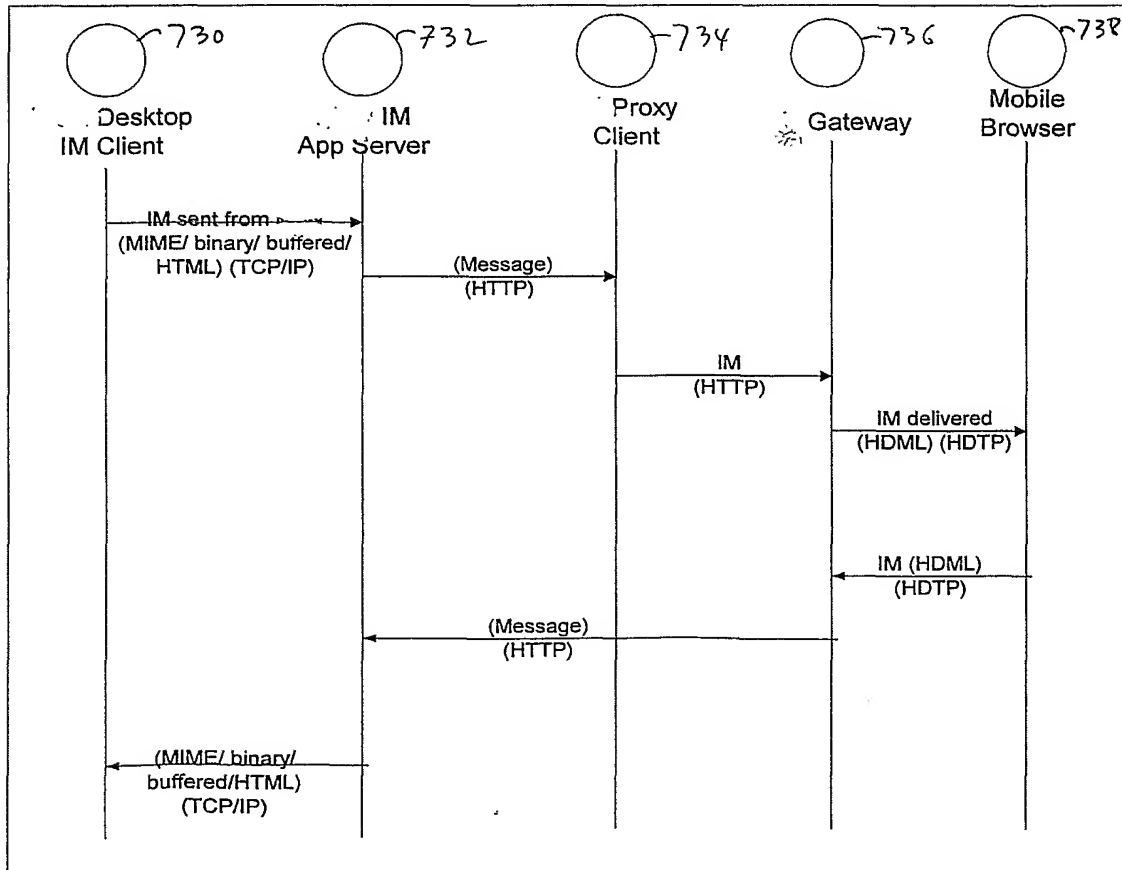 730
732
734
736
738
Desktop
IM Client
IM
App Server
Proxy
Client
Gateway
Mobile
Browser
IM sent from
(MIME/ binary/ buffered/
HTML) (TCP/IP)
(Message)
(HTTP)
IM
(HTTP)
IM delivered
(HDML) (HDTP)
IM (HDML)
(HDTP)
(Message)
(HTTP)
(MIME/ binary/
buffered/HTML)
(TCP/IP)